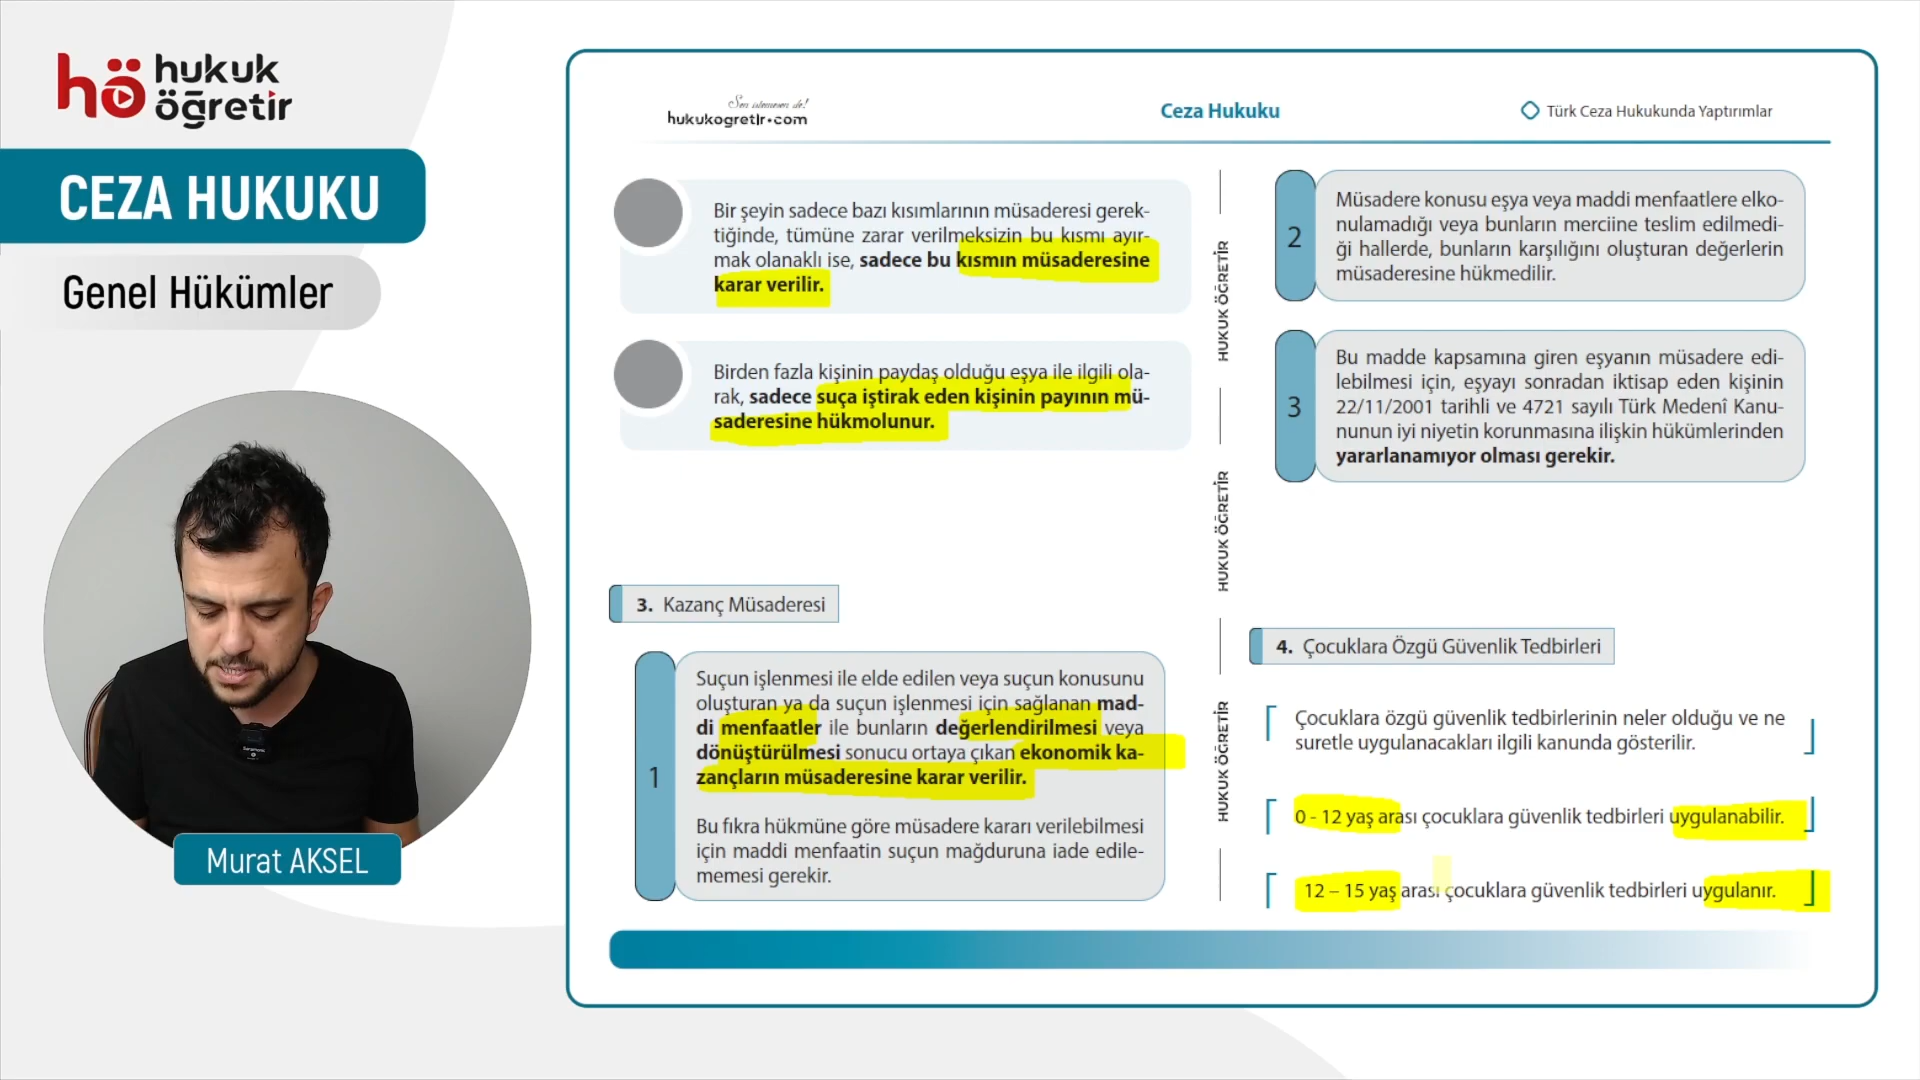 hö hukuk
öğretir
CEZA HUKUKU
Genel Hükümler
Murat AKSEL
Sen istemesen de!
hukukogretir.com
Ceza Hukuku
Türk Ceza Hukukunda Yaptırımlar
Bir şeyin sadece bazı kısımlarının müsaderesi gerek-
tiğinde, tümüne zarar verilmeksizin bu kısmı ayır-
mak olanaklı ise, sadece bu kısmın müsaderesine
karar verilir.
Birden fazla kişinin paydaş olduğu eşya ile ilgili ola-
rak, sadece suça iştirak eden kişinin payının mü-
saderesine hükmolunur.
3. Kazanç Müsaderesi
1
Suçun işlenmesi ile elde edilen veya suçun konusunu
oluşturan ya da suçun işlenmesi için sağlanan mad-
di menfaatler ile bunların değerlendirilmesi veya
dönüştürülmesi sonucu ortaya çıkan ekonomik ka-
zançların müsaderesine karar verilir.
Bu fıkra hükmüne göre müsadere kararı verilebilmesi
için maddi menfaatin suçun mağduruna iade edile-
memesi gerekir.
HUKUK ÖĞRETİR
HUKUK ÖĞRETİR
HUKUK ÖĞRETİR
2
Müsadere konusu eşya veya maddi menfaatlere elko-
nulamadığı veya bunların merciine teslim edilmedi-
ği hallerde, bunların karşılığını oluşturan değerlerin
müsaderesine hükmedilir.
3
Bu madde kapsamına giren eşyanın müsadere edi-
lebilmesi için, eşyayı sonradan iktisap eden kişinin
22/11/2001 tarihli ve 4721 sayılı Türk Medenî Kanu-
nunun iyi niyetin korunmasına ilişkin hükümlerinden
yararlanamıyor olması gerekir.
4. Çocuklara Özgü Güvenlik Tedbirleri
Çocuklara özgü güvenlik tedbirlerinin neler olduğu ve ne
suretle uygulanacakları ilgili kanunda gösterilir.
0 - 12 yaş arası çocuklara güvenlik tedbirleri uygulanabilir.
12 – 15 yaş arası çocuklara güvenlik tedbirleri uygulanır.